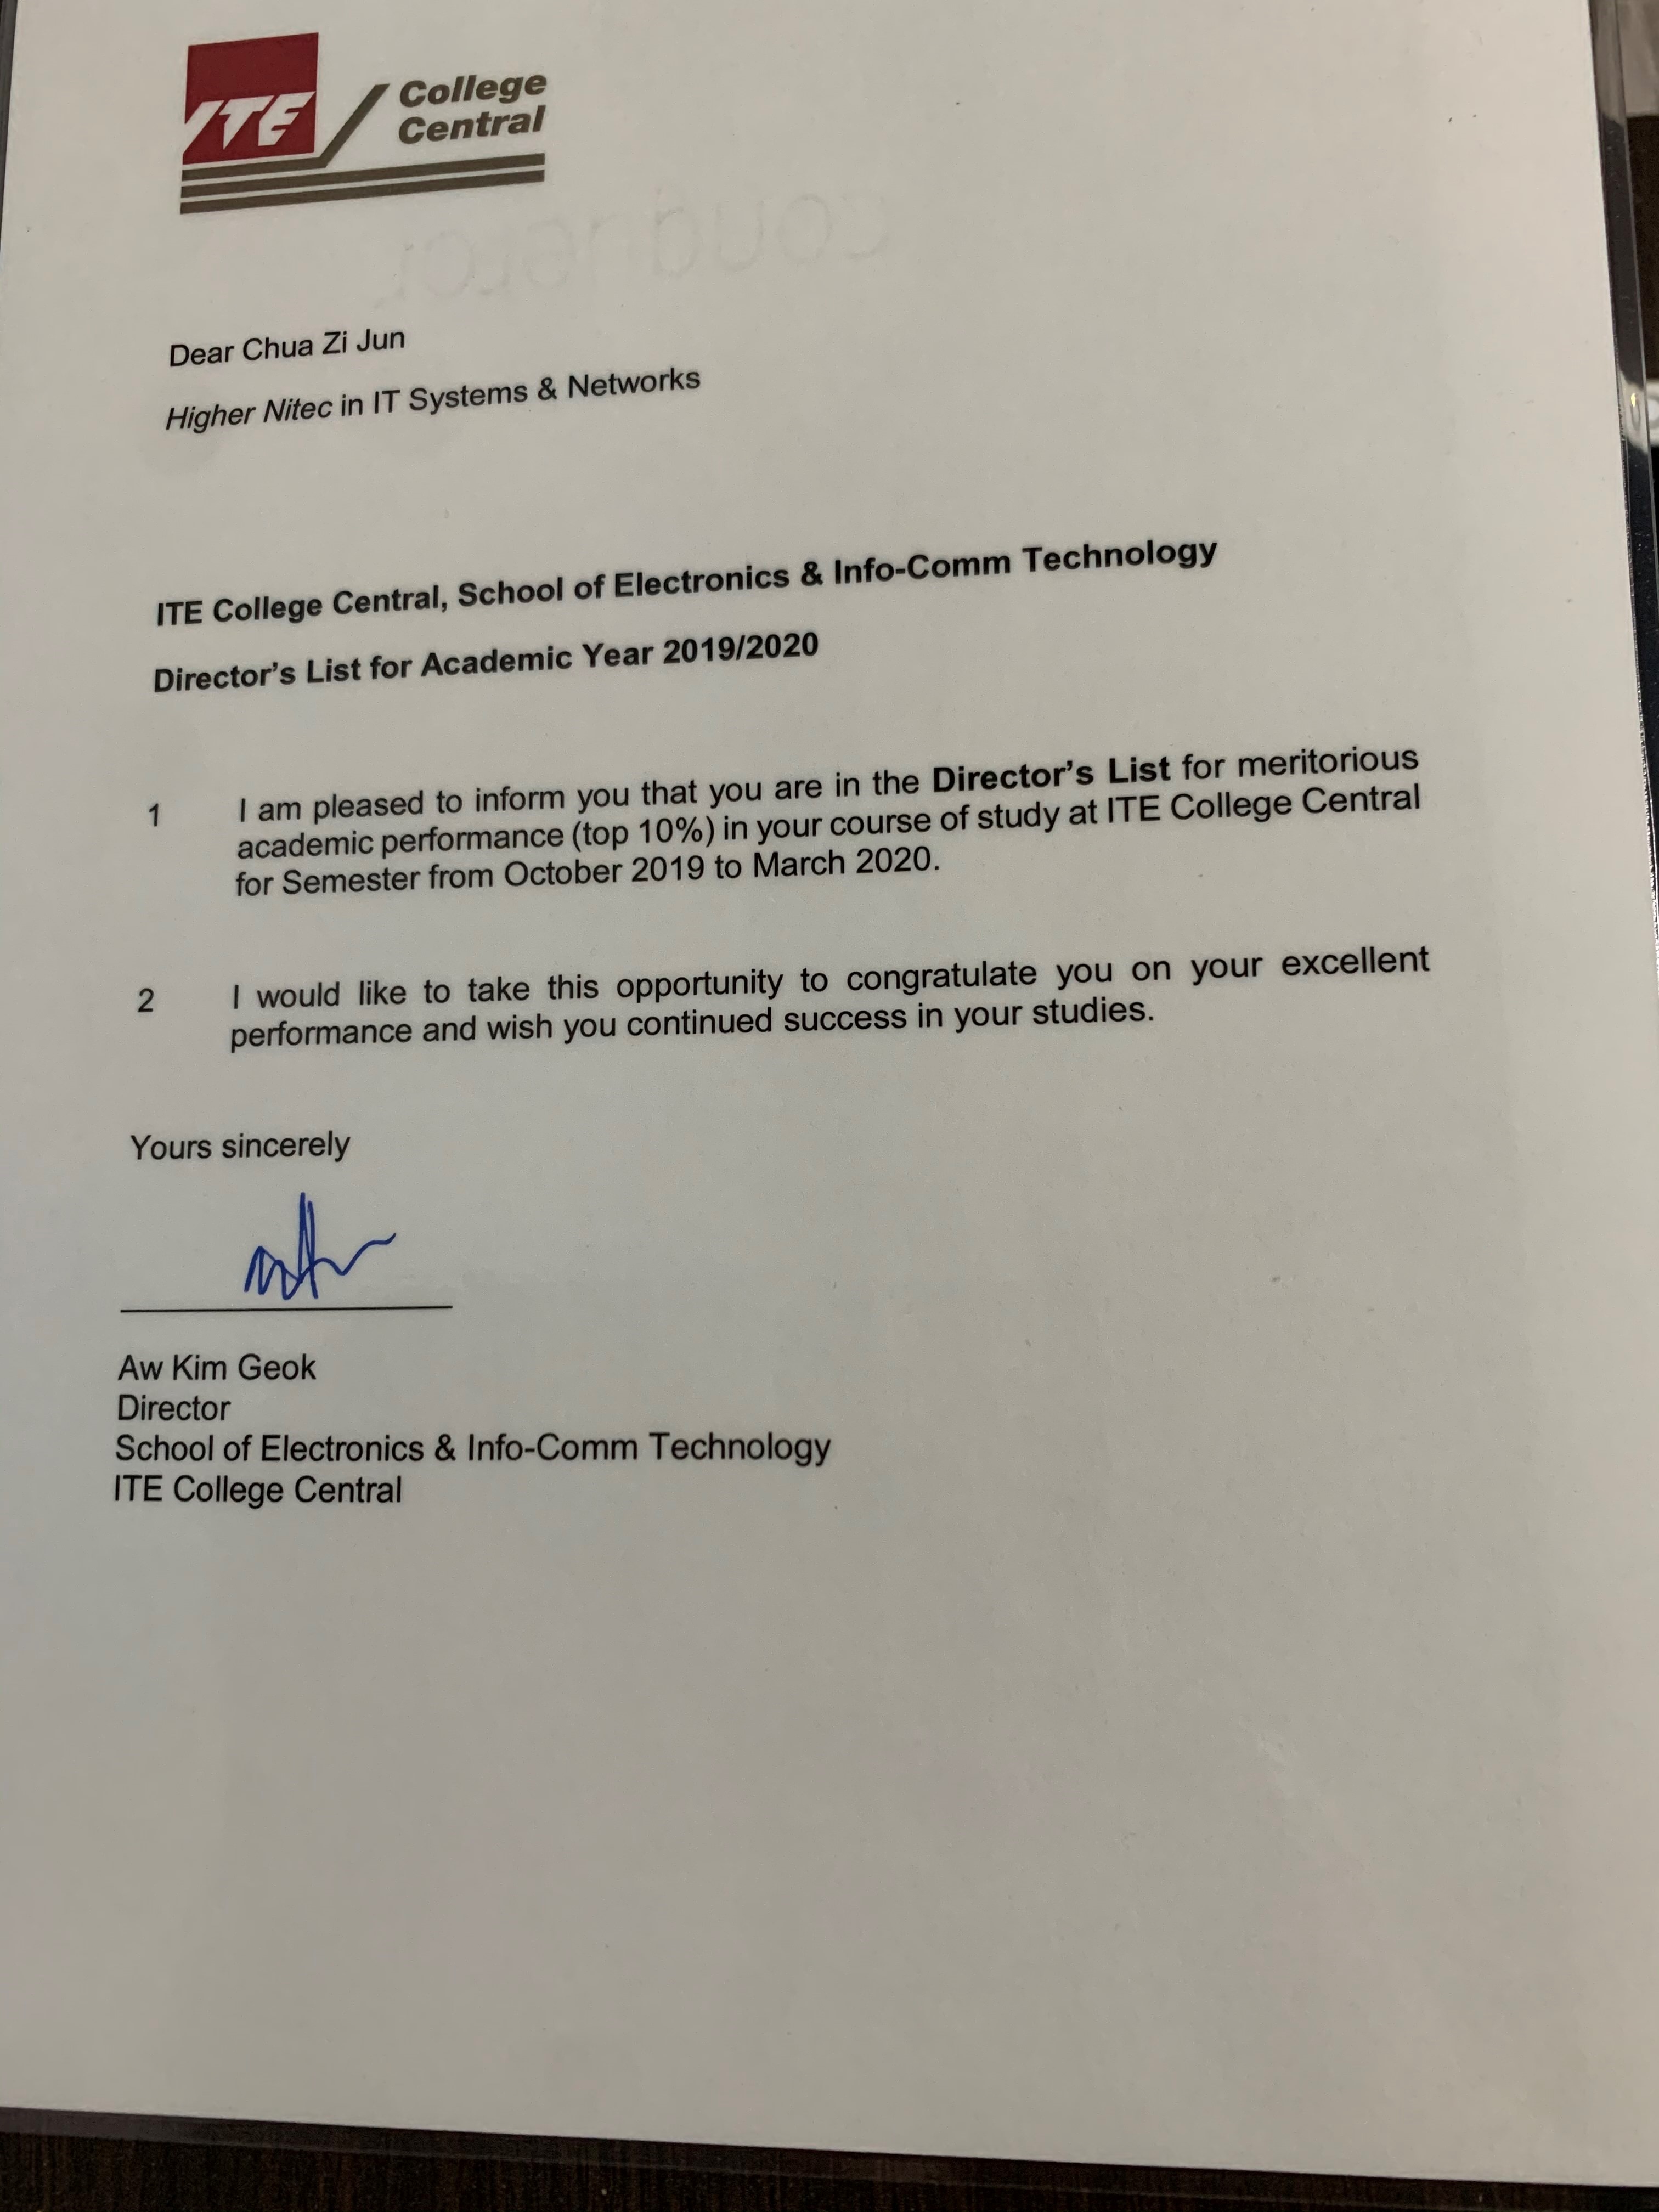 ITE College
Central
conqueror
Dear Chua Zi Jun
Higher Nitec in IT Systems & Networks
ITE College Central, School of Electronics & Info-Comm Technology
Director's List for Academic Year 2019/2020
1 I am pleased to inform you that you are in the Director's List for meritorious
academic performance (top 10%) in your course of study at ITE College Central
for Semester from October 2019 to March 2020.
2 I would like to take this opportunity to congratulate you on your excellent
performance and wish you continued success in your studies.
Yours sincerely
Aw Kim Geok
Director
School of Electronics & Info-Comm Technology
ITE College Central